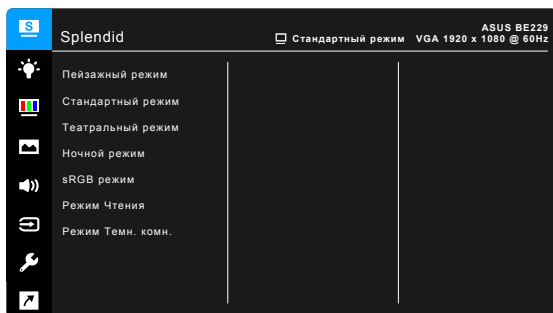 S
Splendid
Стандартный режим
ASUS BE229
VGA 1920 x 1080 @ 60Hz
Пейзажный режим
Стандартный режим
Театральный режим
Ночной режим
sRGB режим
Режим Чтения
Режим Темн. комн.